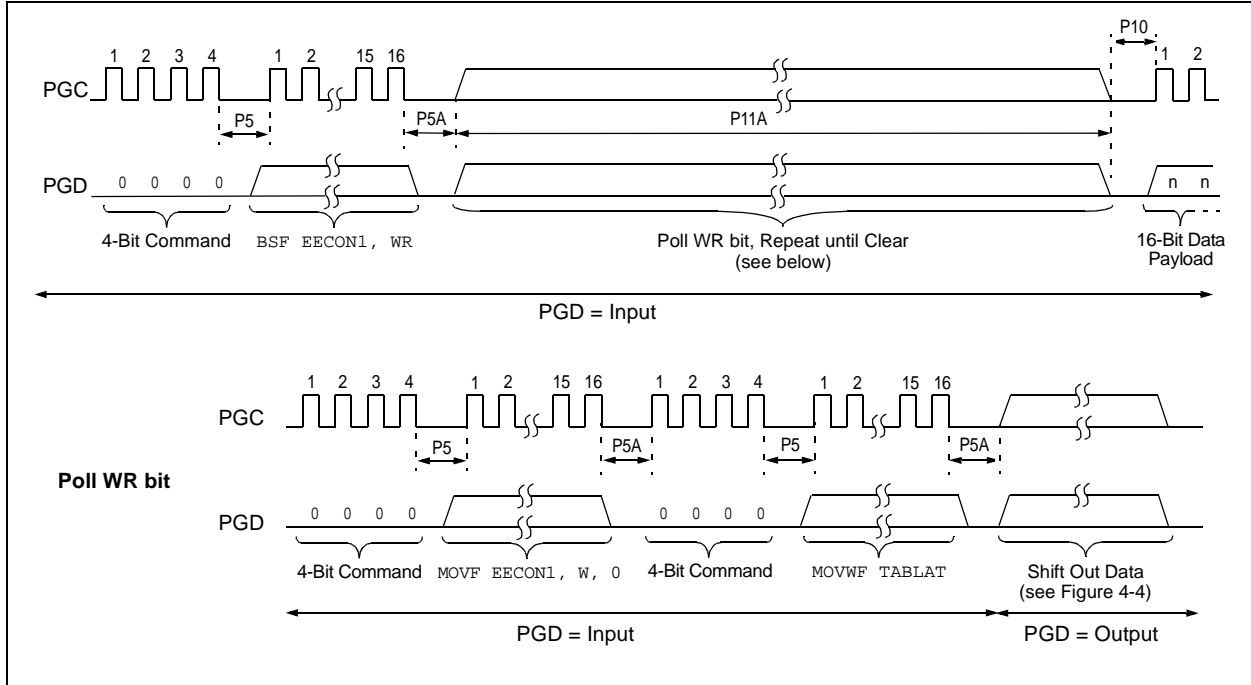 P10
1 2 3 4 1 2 15 16 1 2
PGC
P5 P5A P11A
PGD
0 0 0 0 n n
4-Bit Command BSF EECON1, WR Poll WR bit, Repeat until Clear 16-Bit Data
(see below) Payload
PGD = Input
1 2 3 4 1 2 15 16 1 2 3 4 1 2 15 16
PGC
P5 P5A P5 P5A
Poll WR bit
PGD
0 0 0 0 0 0 0 0
4-Bit Command MOVF EECON1, W, 0 4-Bit Command MOVWF TABLAT Shift Out Data
(see Figure 4-4)
PGD = Input PGD = Output